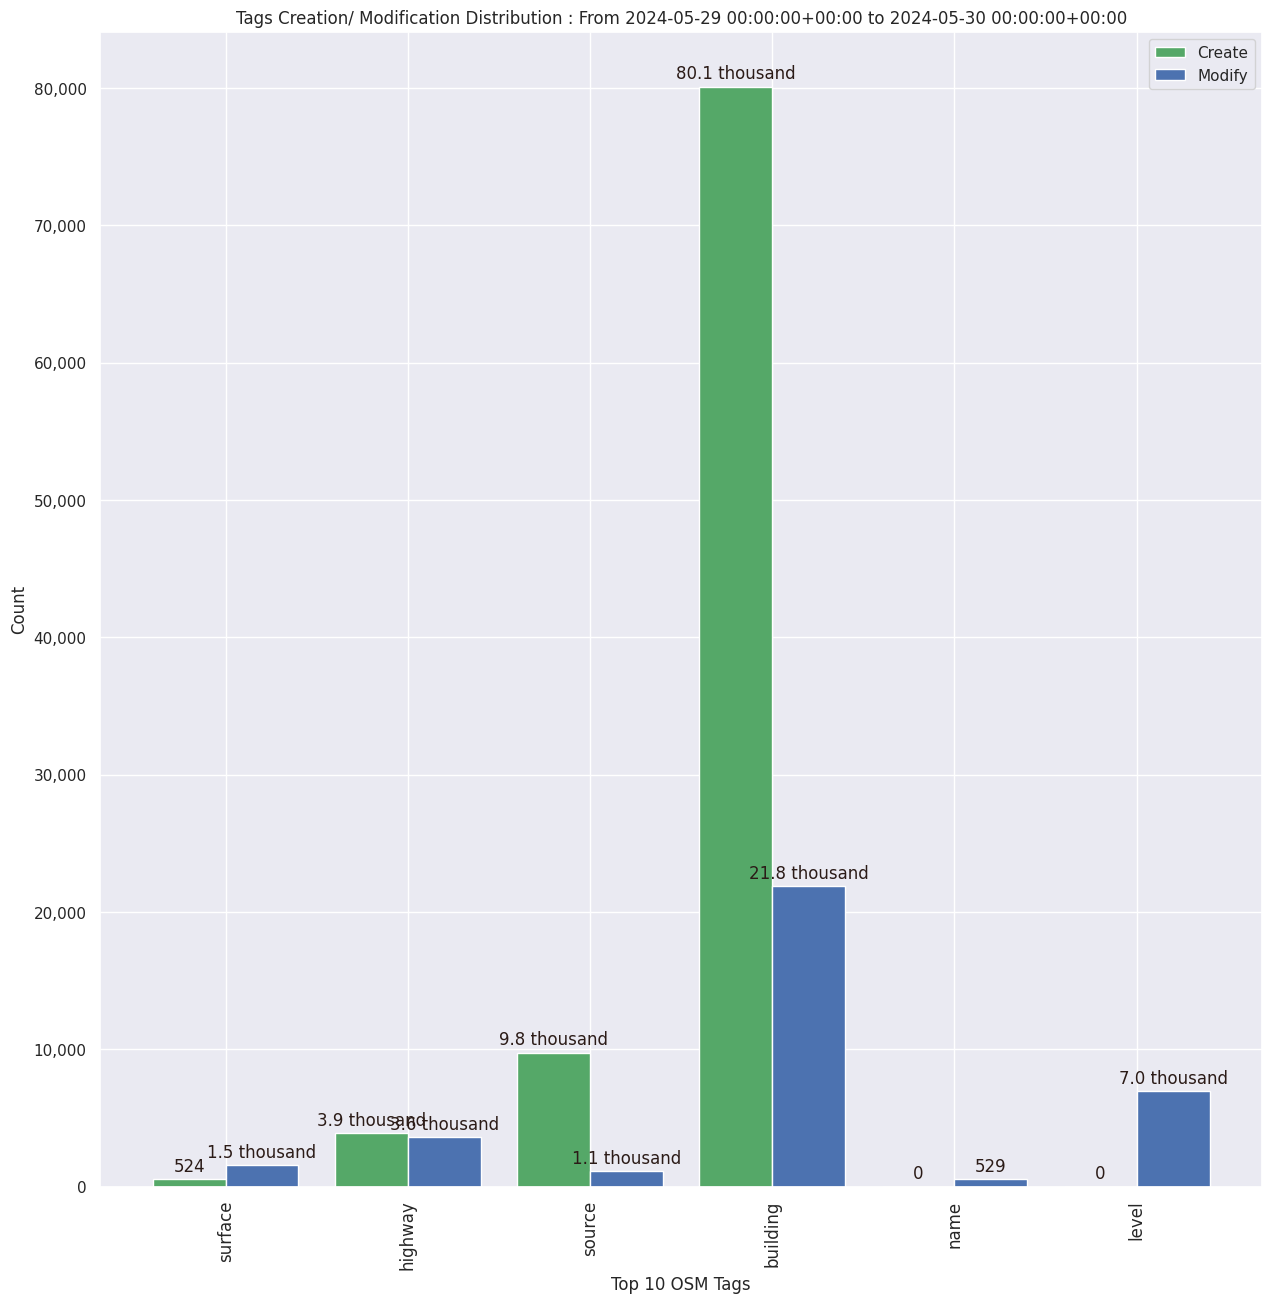 Tags Creation/ Modification Distribution : From 2024-05-29 00:00:00+00:00 to 2024-05-30 00:00:00+00:00
Create
Modify
80,000
70,000
60,000
50,000
40,000
30,000
20,000
10,000
0
Count
524
1.5 thousand
3.9 thousand
3.6 thousand
9.8 thousand
1.1 thousand
80.1 thousand
21.8 thousand
0
529
0
7.0 thousand
surface
highway
source
building
name
level
Top 10 OSM Tags